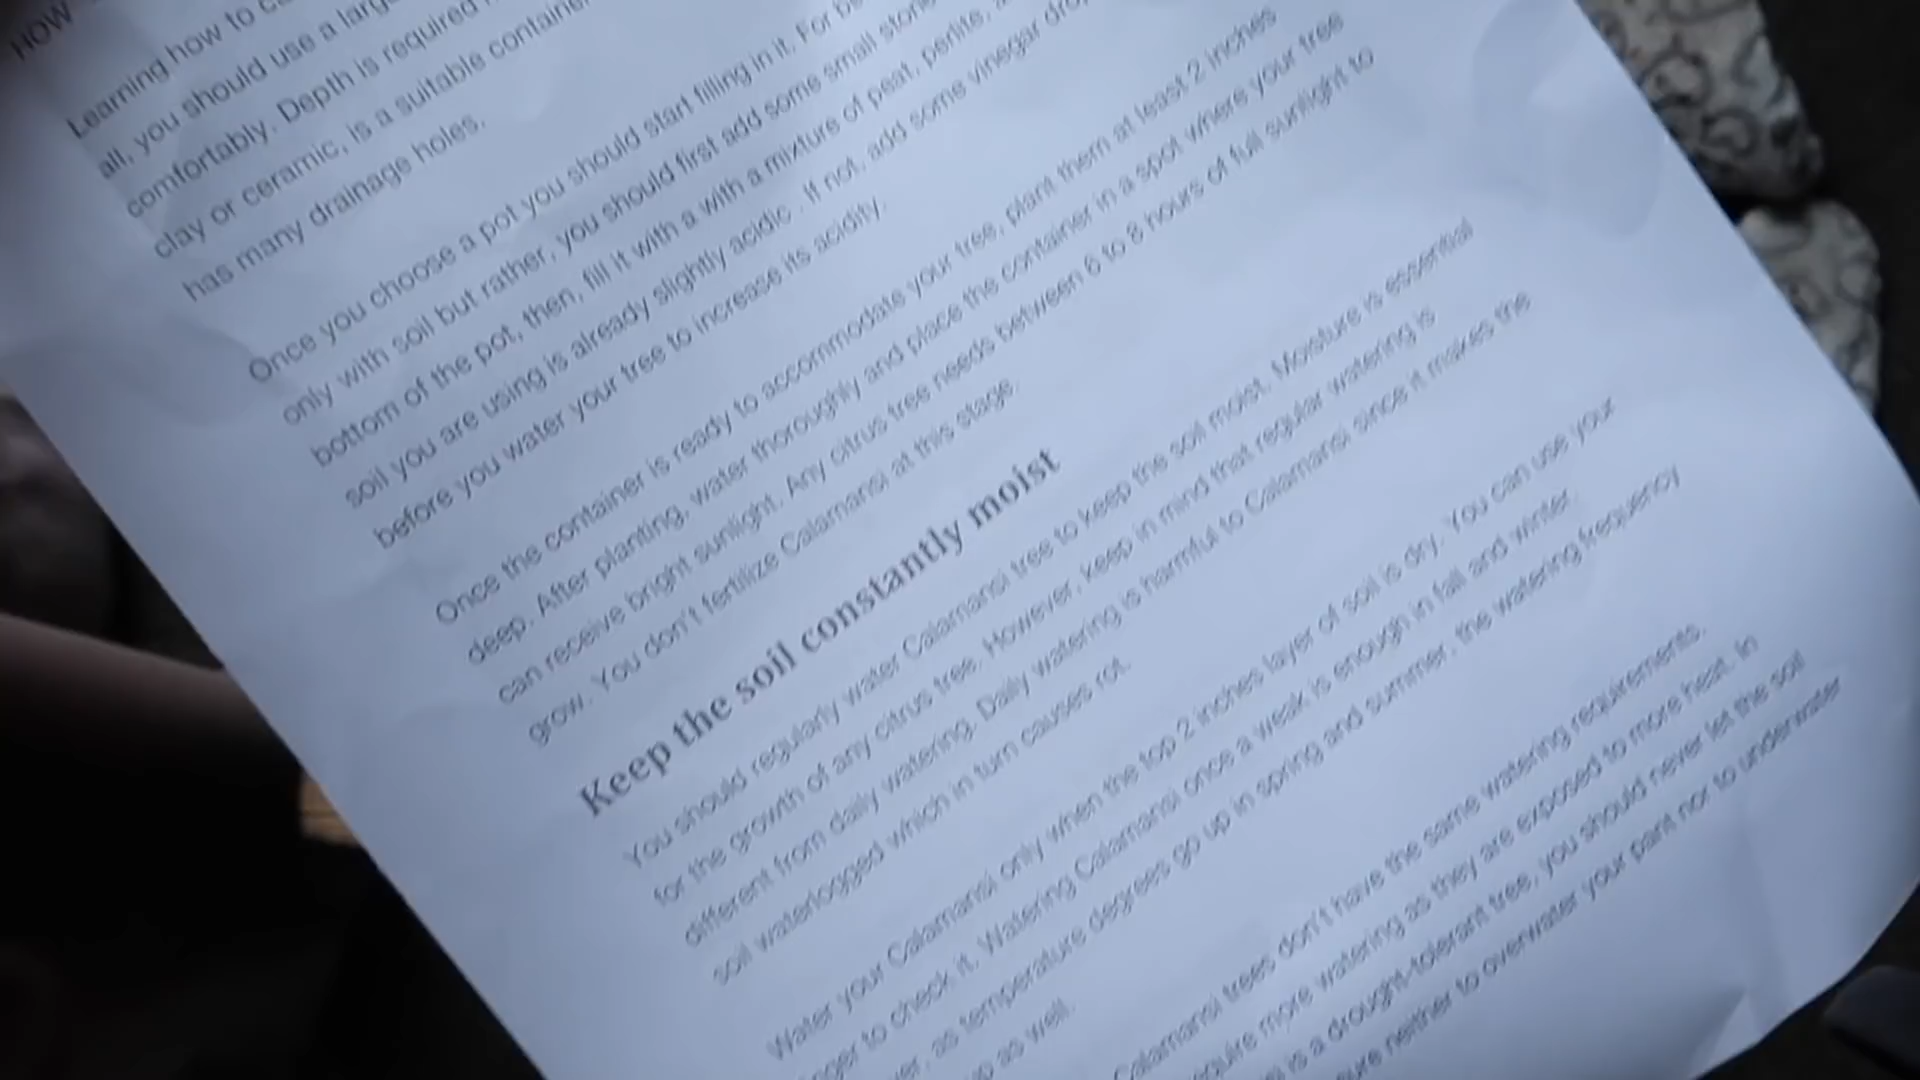 HOW
Learning how to
all, you should use a large
comfortably. Depth is required
clay or ceramic, is a suitable container
has many drainage holes.
Once you choose a pot you should start filling in it. For
only with soil but rather, you should first add some small
bottom of the pot, then, fill it with a with a mixture of peat, perlite,
soil you are using is already slightly acidic . If not, add some vinegar
before you water your tree to increase its acidity.
Once the container is ready to accommodate your tree, plant them at least 2 inches
deep. After planting, water thoroughly and place the container in a spot where your tree
can receive bright sunlight. Any citrus tree needs between 6 to 8 hours of full sunlight to
grow. You don't fertilize Calamansi at this stage.
Keep the soil constantly moist
You should regularly water Calamansi tree to keep the soil moist. Moisture is essential
for the growth of any citrus tree. However, keep in mind that regular watering is
different from daily watering. Daily watering is harmful to Calamansi since it makes the
soil waterlogged which in turn causes rot.
Water your Calamansi only when the top 2 inches layer of soil is dry. You can use your
to check it. Watering Calamansi once a weak is enough in fall and winter.
as temperature degrees go up in spring and summer, the watering frequency
as well.
Calamansi trees don't have the same watering requirements.
more watering as they are exposed to more heat. In
is a drought-tolerant tree, you should never let the soil
neither to overwater your paint nor to underwater